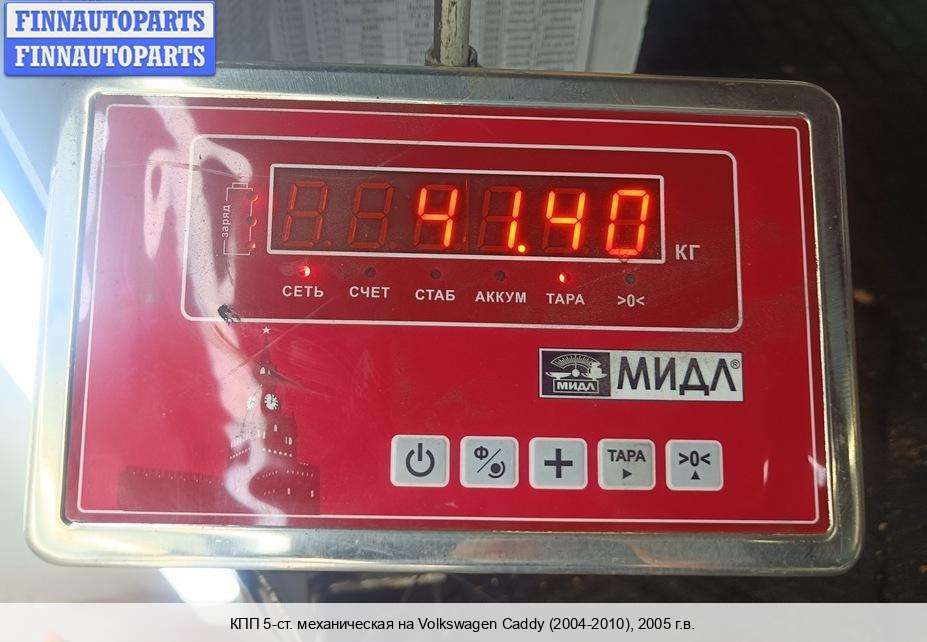 FINNAUTOPARTS
FINNAUTOPARTS
заряд
41.40
КГ
СЕТЬ СЧЕТ СТАБ АККУМ ТАРА >0<
МИДЛ МИДЛ®
Ф ТАРА >0<
КПП 5-ст. механическая на Volkswagen Caddy (2004-2010), 2005 г.в.